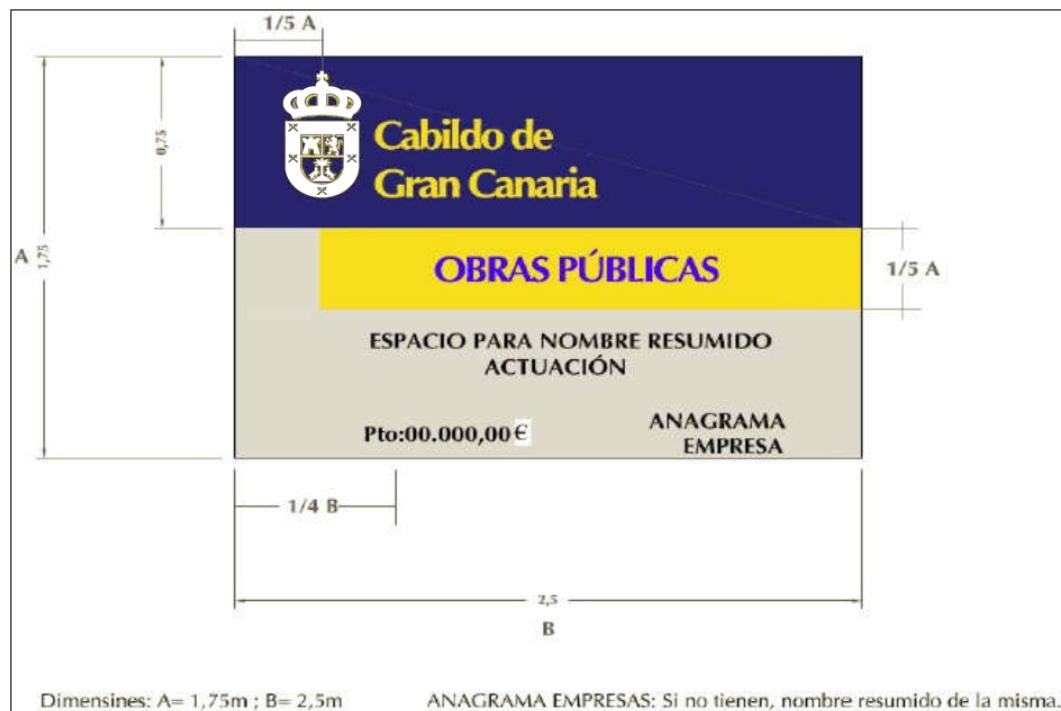 1/5 A
Cabildo de
Gran Canaria
0,75
A
1,75
OBRAS PÚBLICAS
1/5 A
ESPACIO PARA NOMBRE RESUMIDO
ACTUACIÓN
Pto:00.000,00 €
ANAGRAMA
EMPRESA
1/4 B
2,5
B
Dimensines: A= 1,75m ; B= 2,5m
ANAGRAMA EMPRESAS: Si no tienen, nombre resumido de la misma.